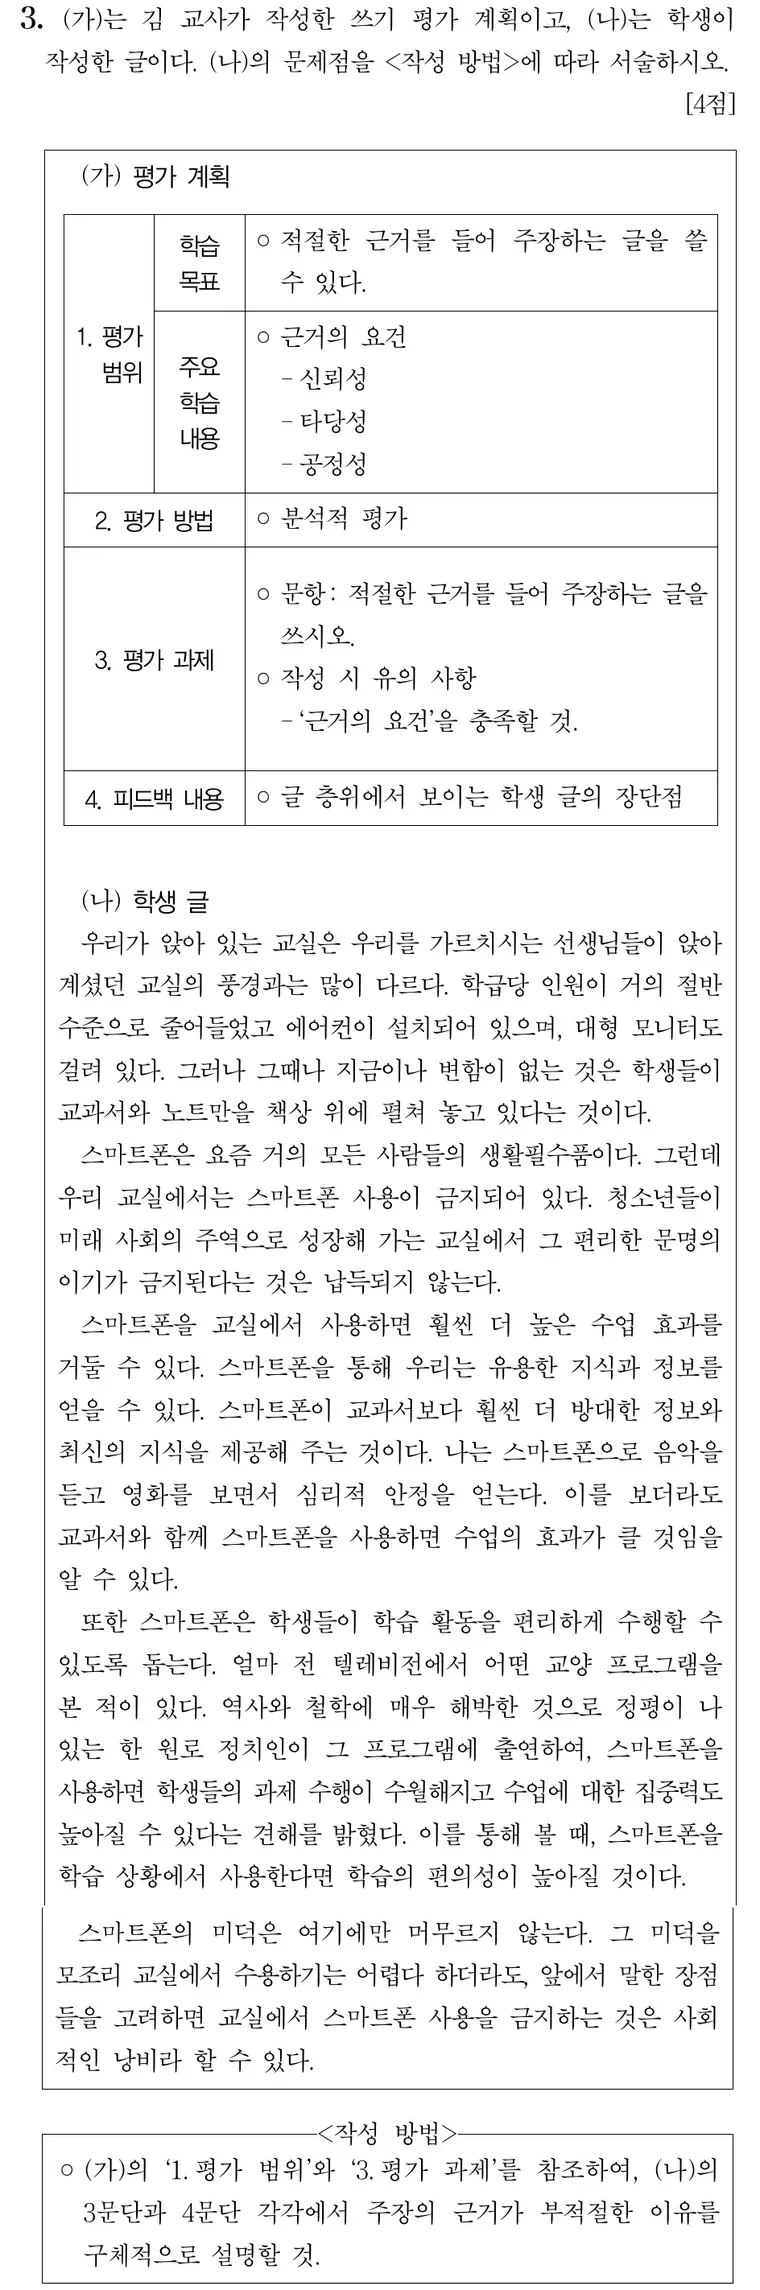 3. (가)는 김 교사가 작성한 쓰기 평가 계획이고, (나)는 학생이
작성한 글이다. (나)의 문제점을 <작성 방법>에 따라 서술하시오.
[4점]
(가) 평가 계획
1. 평가
범위
학습
목표
○ 적절한 근거를 들어 주장하는 글을 쓸
수 있다.
주요
학습
내용
○ 근거의 요건
- 신뢰성
- 타당성
- 공정성
2. 평가 방법
○ 분석적 평가
3. 평가 과제
○ 문항: 적절한 근거를 들어 주장하는 글을
쓰시오.
○ 작성 시 유의 사항
- ‘근거의 요건’을 충족할 것.
4. 피드백 내용
○ 글 층위에서 보이는 학생 글의 장단점
(나) 학생 글
우리가 앉아 있는 교실은 우리를 가르치시는 선생님들이 앉아
계셨던 교실의 풍경과는 많이 다르다. 학급당 인원이 거의 절반
수준으로 줄어들었고 에어컨이 설치되어 있으며, 대형 모니터도
걸려 있다. 그러나 그때나 지금이나 변함이 없는 것은 학생들이
교과서와 노트만을 책상 위에 펼쳐 놓고 있다는 것이다.
스마트폰은 요즘 거의 모든 사람들의 생활필수품이다. 그런데
우리 교실에서는 스마트폰 사용이 금지되어 있다. 청소년들이
미래 사회의 주역으로 성장해 가는 교실에서 그 편리한 문명의
이기가 금지된다는 것은 납득되지 않는다.
스마트폰을 교실에서 사용하면 훨씬 더 높은 수업 효과를
거둘 수 있다. 스마트폰을 통해 우리는 유용한 지식과 정보를
얻을 수 있다. 스마트폰이 교과서보다 훨씬 더 방대한 정보와
최신의 지식을 제공해 주는 것이다. 나는 스마트폰으로 음악을
듣고 영화를 보면서 심리적 안정을 얻는다. 이를 보더라도
교과서와 함께 스마트폰을 사용하면 수업의 효과가 클 것임을
알 수 있다.
또한 스마트폰은 학생들이 학습 활동을 편리하게 수행할 수
있도록 돕는다. 얼마 전 텔레비전에서 어떤 교양 프로그램을
본 적이 있다. 역사와 철학에 매우 해박한 것으로 정평이 나
있는 한 원로 정치인이 그 프로그램에 출연하여, 스마트폰을
사용하면 학생들의 과제 수행이 수월해지고 수업에 대한 집중력도
높아질 수 있다는 견해를 밝혔다. 이를 통해 볼 때, 스마트폰을
학습 상황에서 사용한다면 학습의 편의성이 높아질 것이다.
스마트폰의 미덕은 여기에만 머무르지 않는다. 그 미덕을
모조리 교실에서 수용하기는 어렵다 하더라도, 앞에서 말한 장점
들을 고려하면 교실에서 스마트폰 사용을 금지하는 것은 사회
적인 낭비라 할 수 있다.
<작성 방법>
○ (가)의 ‘1. 평가 범위’와 ‘3. 평가 과제’를 참조하여, (나)의
3문단과 4문단 각각에서 주장의 근거가 부적절한 이유를
구체적으로 설명할 것.